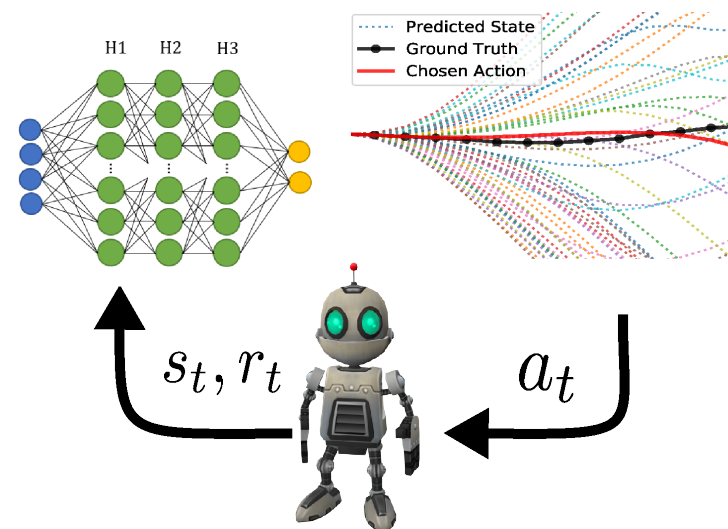 H1 H2 H3
Predicted State
Ground Truth
Chosen Action
s_t, r_t
a_t